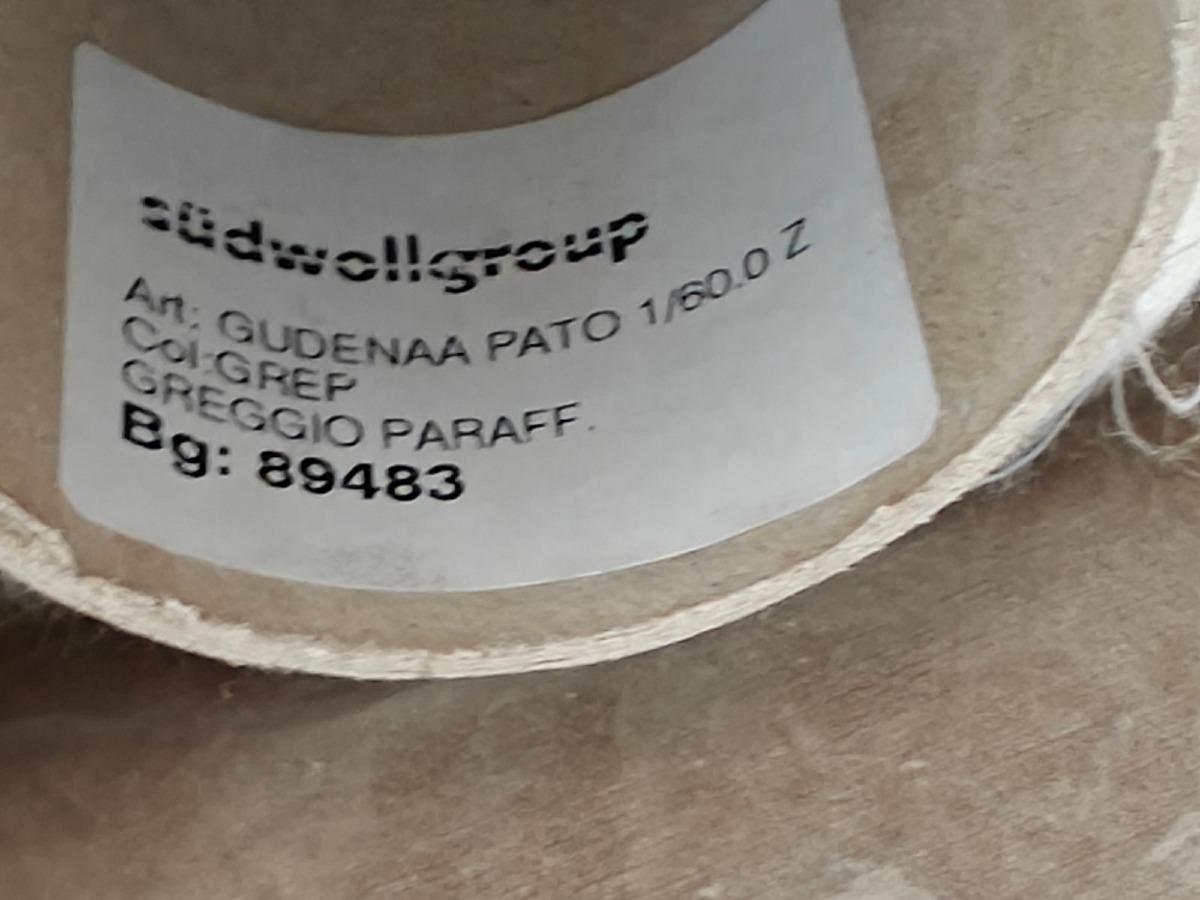 südwollgroup
Art: GUDENAA PATO 1/60.0 Z
Col:GREP
GREGGIO PARAFF.
Bg: 89483